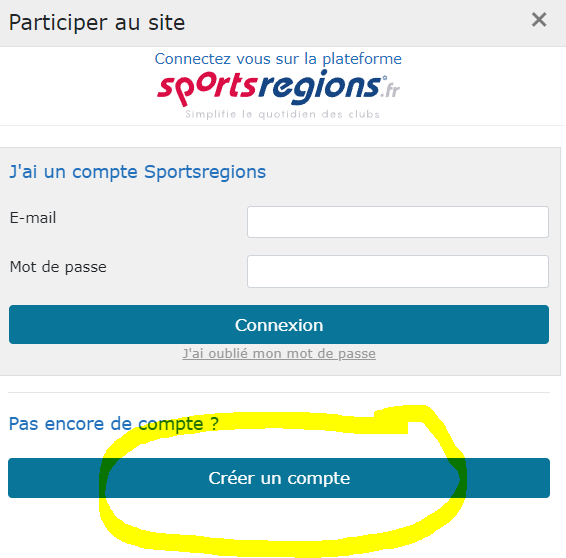 Participer au site
Connectez vous sur la plateforme
sportsregions.fr
Simplifie le quotidien des clubs
J'ai un compte Sportsregions
E-mail
Mot de passe
Connexion
J'ai oublié mon mot de passe
Pas encore de compte ?
Créer un compte